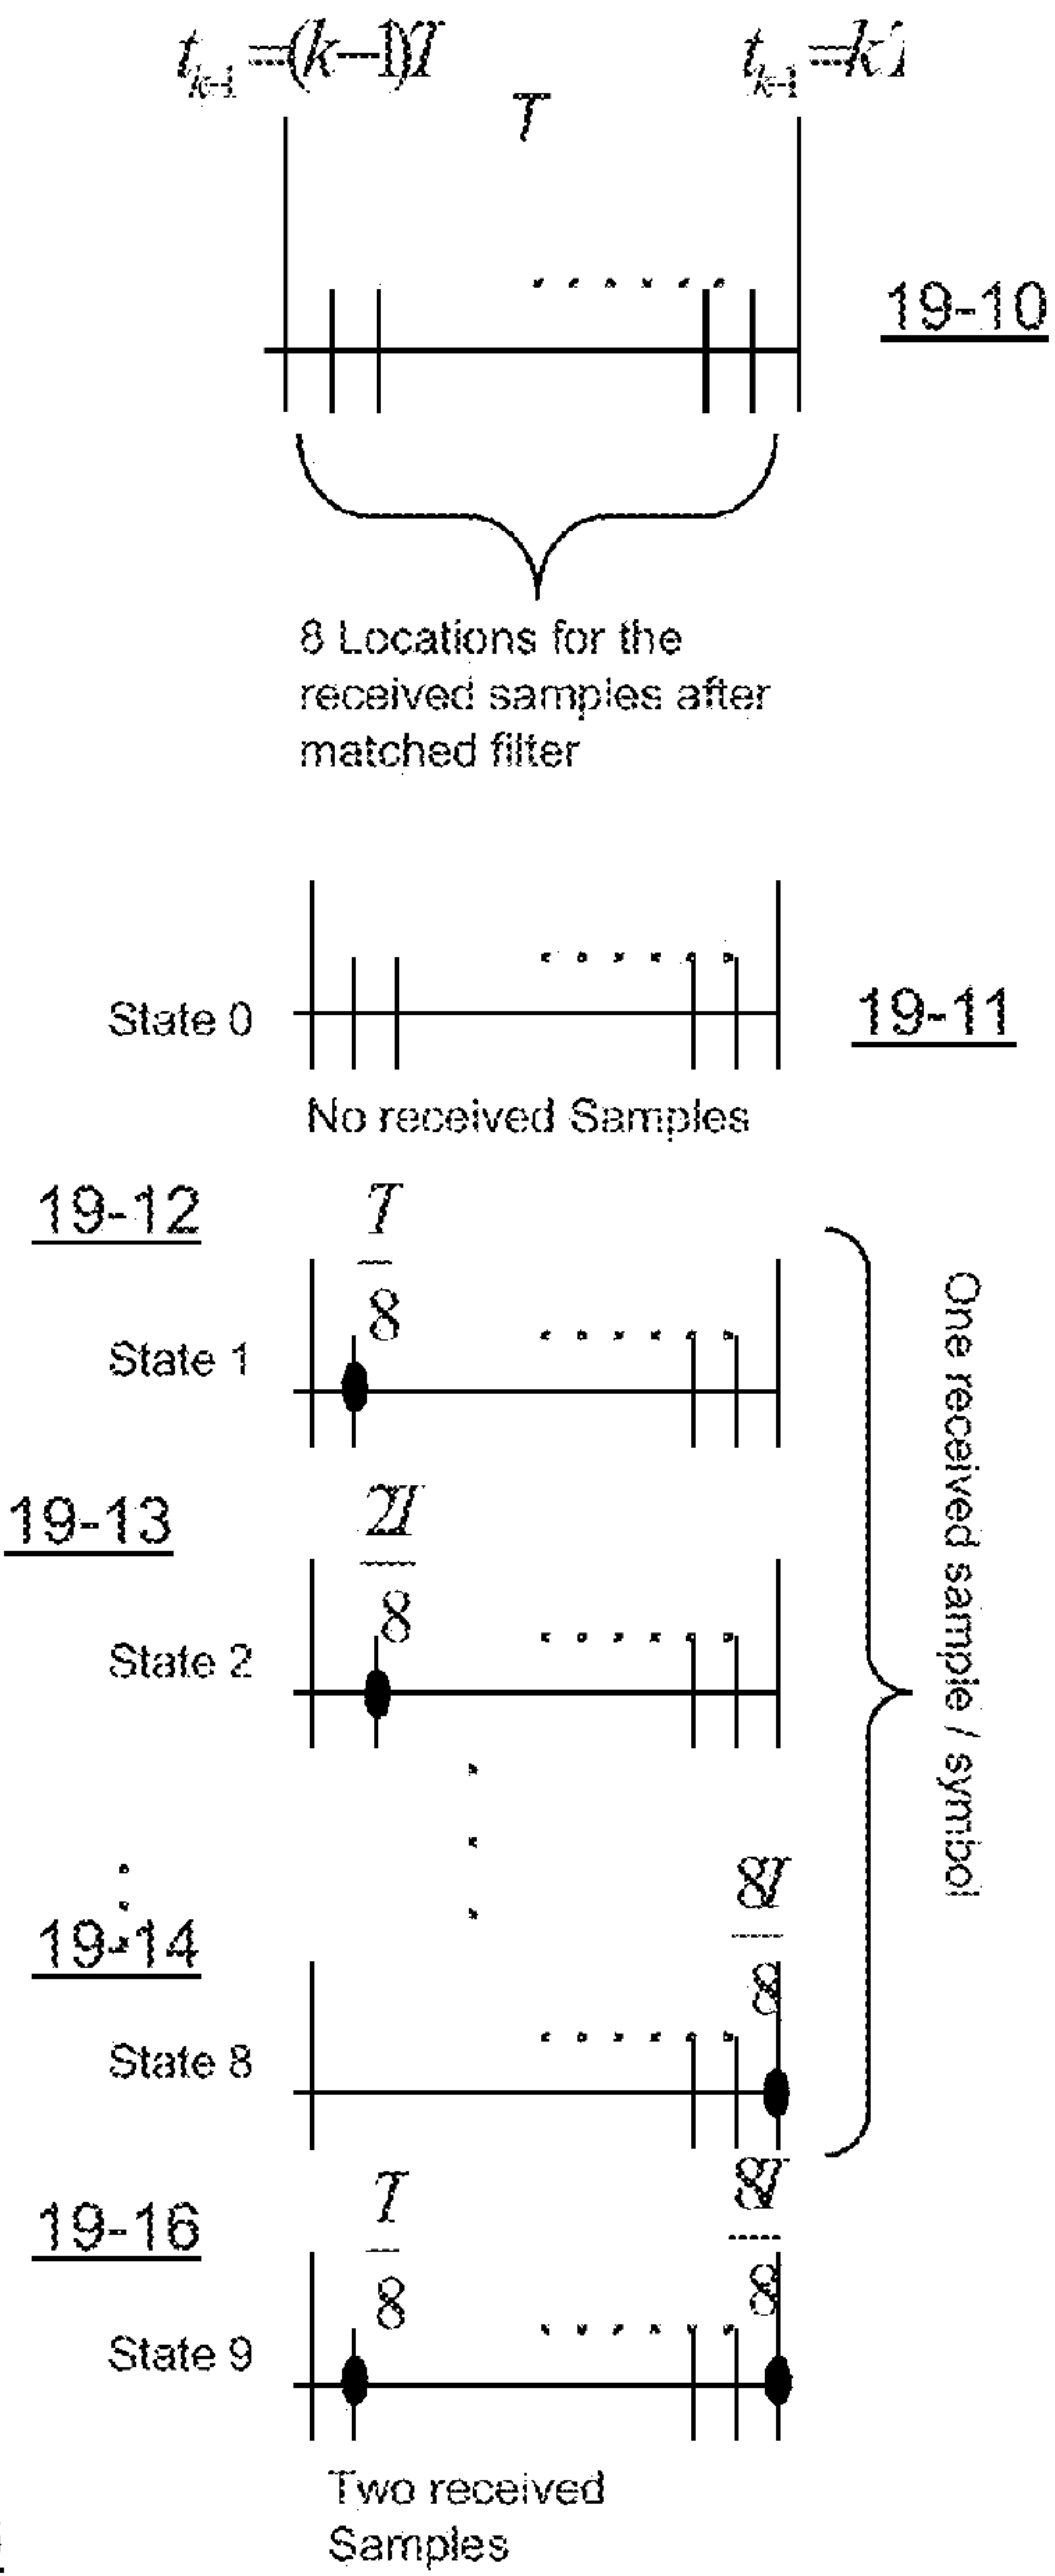 t_{k-1}=(k-1)T
t_{k-1}=kT
T
19-10
8 Locations for the
received samples after
matched filter
State 0
19-11
No received Samples
19-12
T
8
State 1
One received sample / symbol
19-13
2T
8
State 2
19-14
8T
8
State 8
19-16
T
8
8T
8
State 9
Two received
Samples